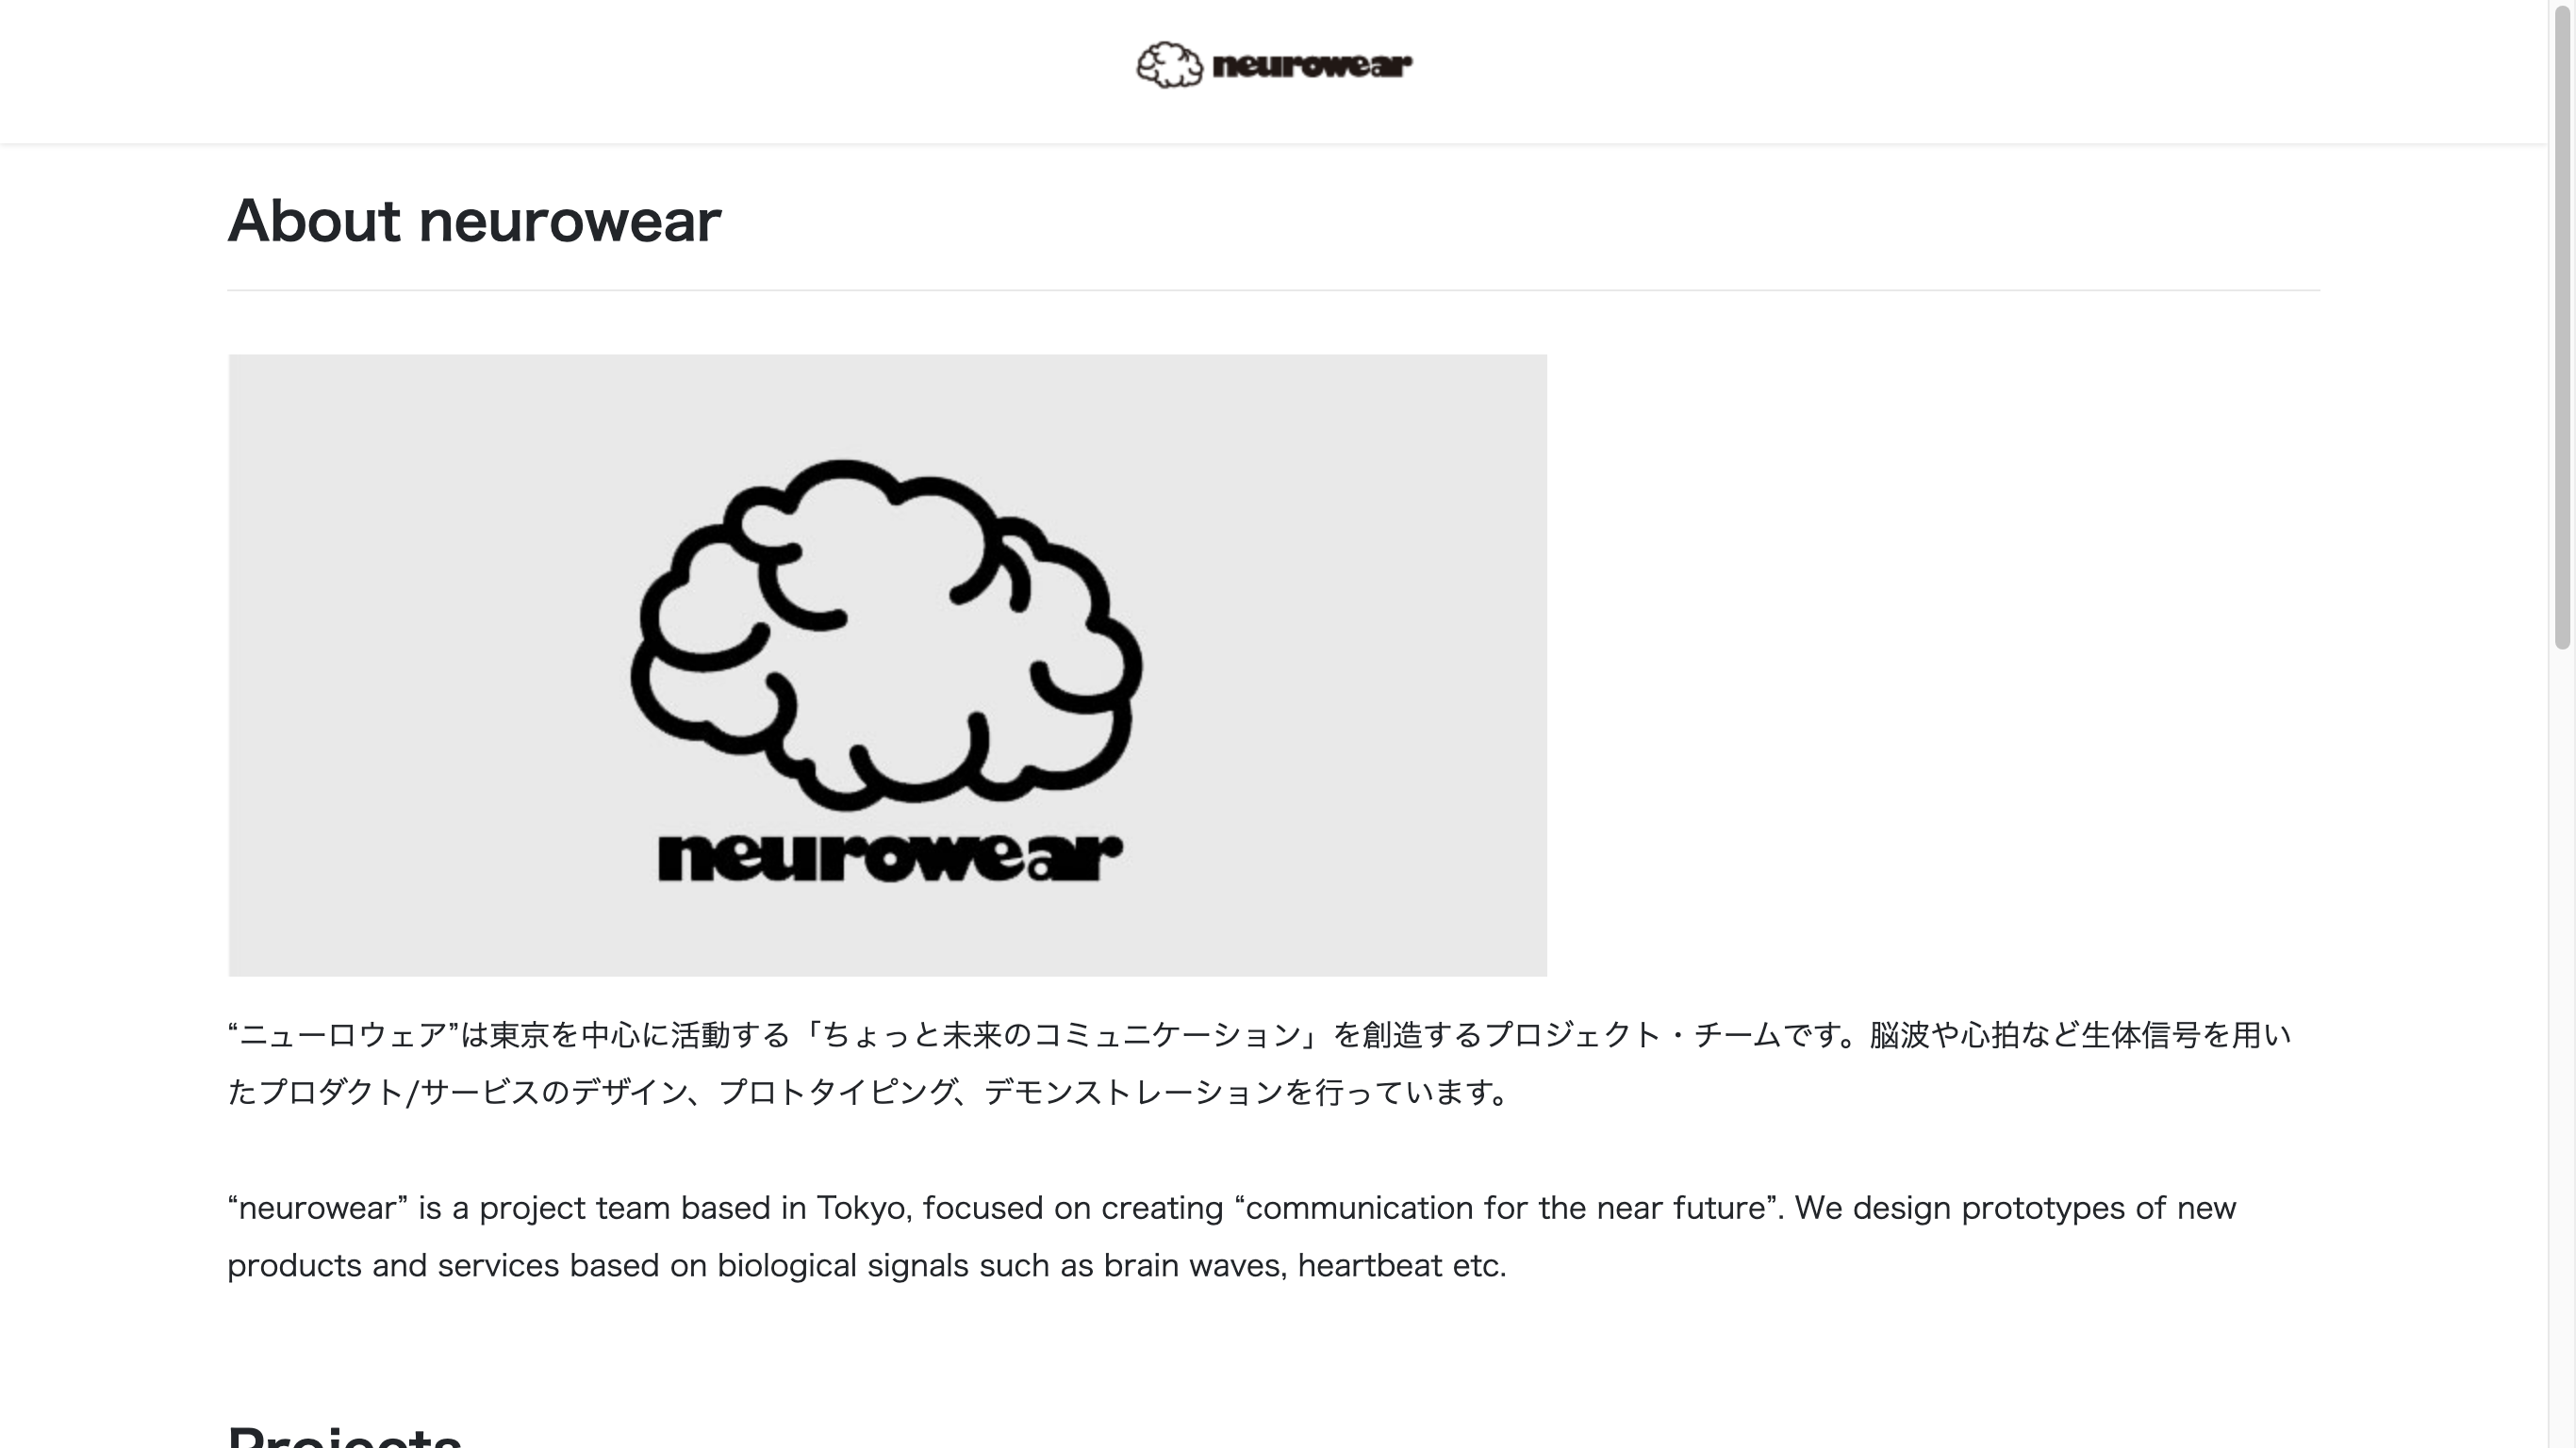 neurowear
About neurowear
neurowear
“ニューロウェア”は東京を中心に活動する「ちょっと未来のコミュニケーション」を創造するプロジェクト・チームです。脳波や心拍など生体信号を用い
たプロダクト/サービスのデザイン、プロトタイピング、デモンストレーションを行っています。
“neurowear” is a project team based in Tokyo, focused on creating “communication for the near future”. We design prototypes of new
products and services based on biological signals such as brain waves, heartbeat etc.
Projects